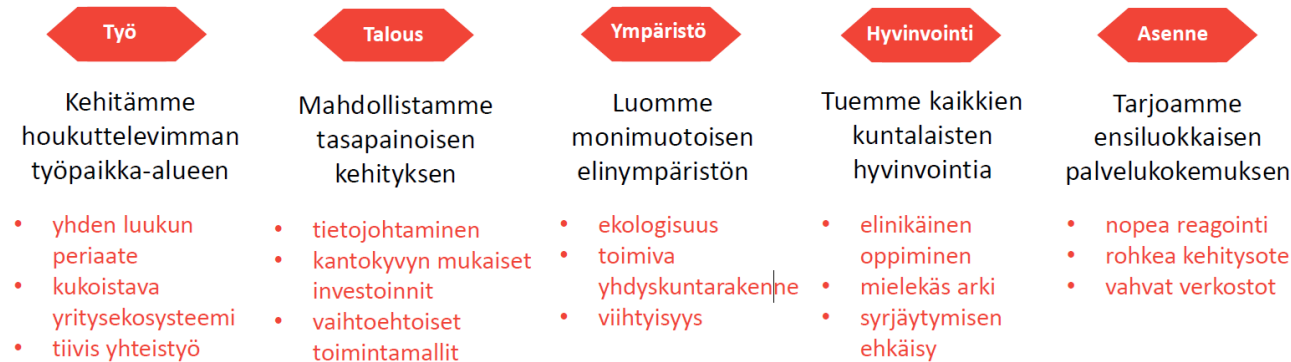 Työ
Kehitämme
houkuttelevimman
työpaikka-alueen
• yhden luukun
periaate
• kukoistava
yritysekosysteemi
• tiivis yhteistyö
Talous
Mahdollistamme
tasapainoisen
kehityksen
• tietojohtaminen
• kantokyvyn mukaiset
investoinnit
• vaihtoehtoiset
toimintamallit
Ympäristö
Luomme
monimuotoisen
elinympäristön
• ekologisuus
• toimiva
yhdyskuntarakenne
• viihtyisyys
Hyvinvointi
Tuemme kaikkien
kuntalaisten
hyvinvointia
• elinikäinen
oppiminen
• mielekäs arki
• syrjäytymisen
ehkäisy
Asenne
Tarjoamme
ensiluokkaisen
palvelukokemuksen
• nopea reagointi
• rohkea kehitysote
• vahvat verkostot